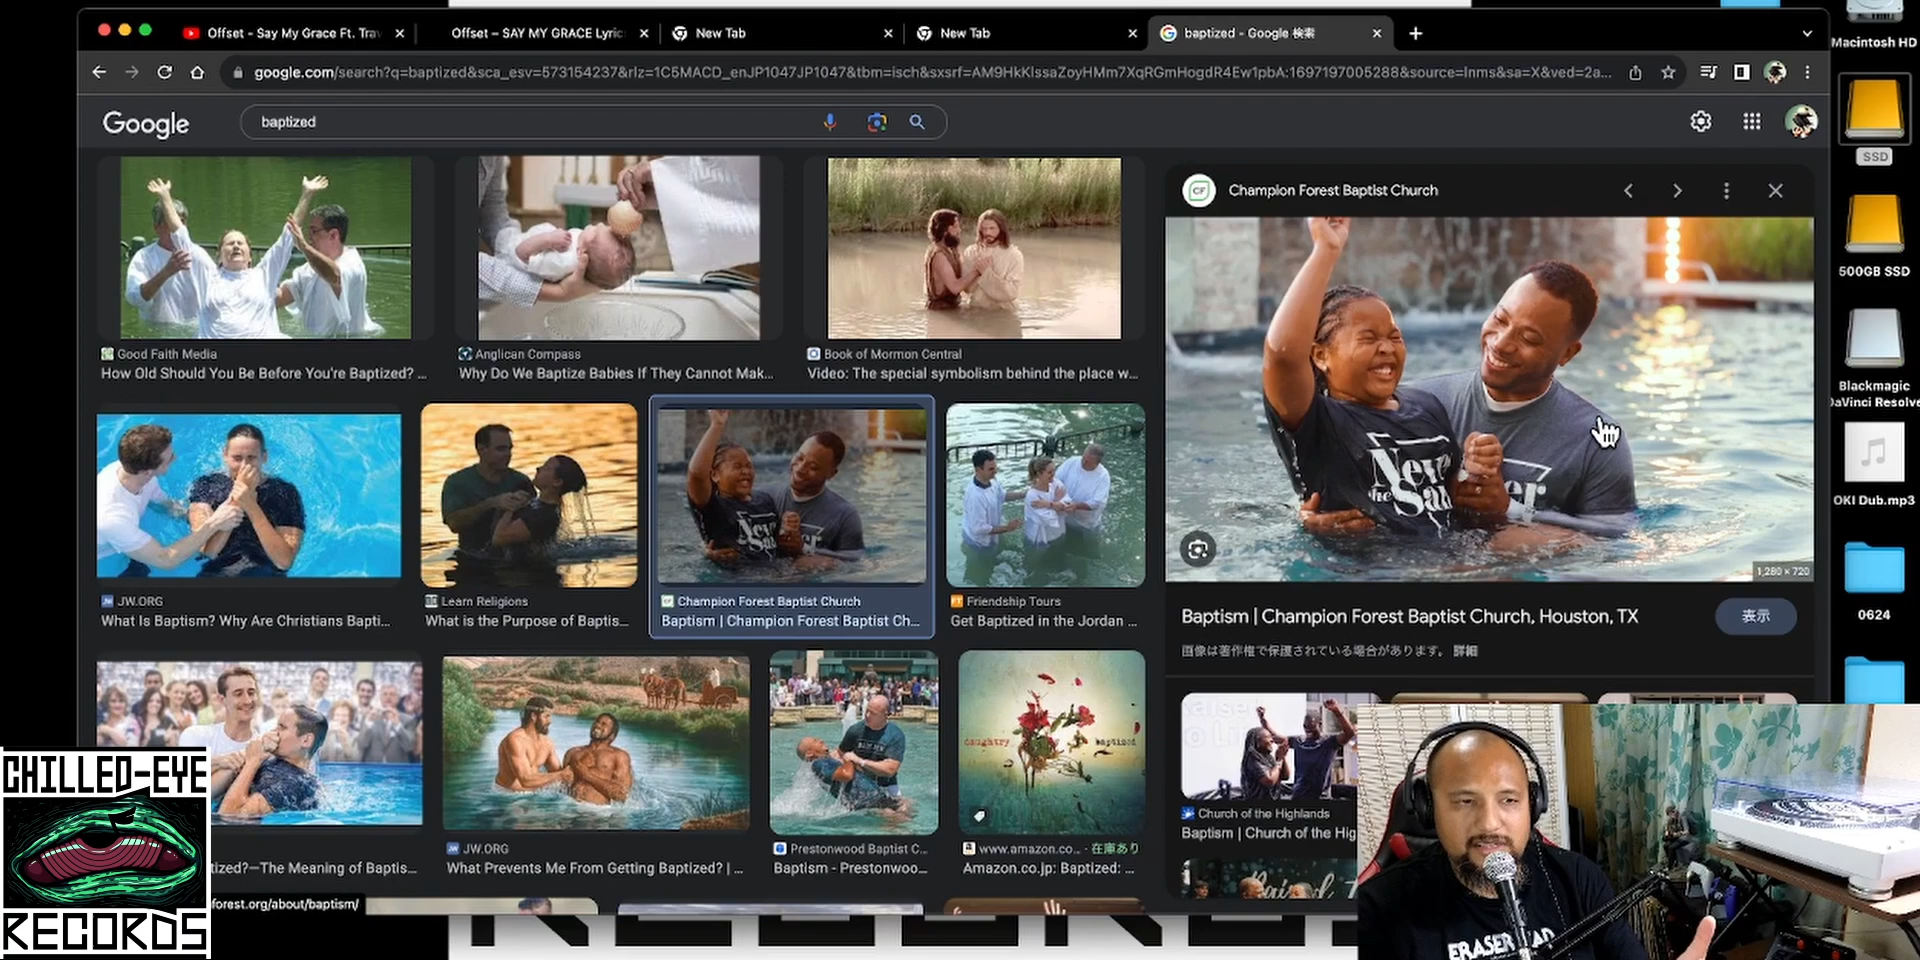 Offset - Say My Grace Ft. Trav
Offset – SAY MY GRACE Lyric
New Tab
New Tab
baptized - Google 検索
Macintosh HD
google.com/search?q=baptized&sca_esv=573154237&rlz=1C5MACD_enJP1047JP1047&tbm=isch&sxsrf=AM9HkKlssaZoyHMm7XqRGmHogdR4Ew1pbA:1697197005288&source=lnms&sa=X&ved=2a...
Google
baptized
SSD
Champion Forest Baptist Church
500GB SSD
Good Faith Media
How Old Should You Be Before You're Baptized? ...
Anglican Compass
Why Do We Baptize Babies If They Cannot Mak...
Book of Mormon Central
Video: The special symbolism behind the place w...
Blackmagic
DaVinci Resolve
OKI Dub.mp3
1,280 × 720
JW.ORG
What Is Baptism? Why Are Christians Bapti...
Learn Religions
What is the Purpose of Baptis...
Champion Forest Baptist Church
Baptism | Champion Forest Baptist Ch...
Friendship Tours
Get Baptized in the Jordan ...
Baptism | Champion Forest Baptist Church, Houston, TX
表示
画像は著作権で保護されている場合があります。 詳細
0624
daughtry
baptized
Church of the Highlands
Baptism | Church of the Hig
tized?—The Meaning of Baptis...
JW.ORG
What Prevents Me From Getting Baptized? | ...
Prestonwood Baptist C...
Baptism - Prestonwoo...
www.amazon.co... · 在庫あり
Amazon.co.jp: Baptized: ...
forest.org/about/baptism/
CHILLED-EYE
RECORDS
ERASER